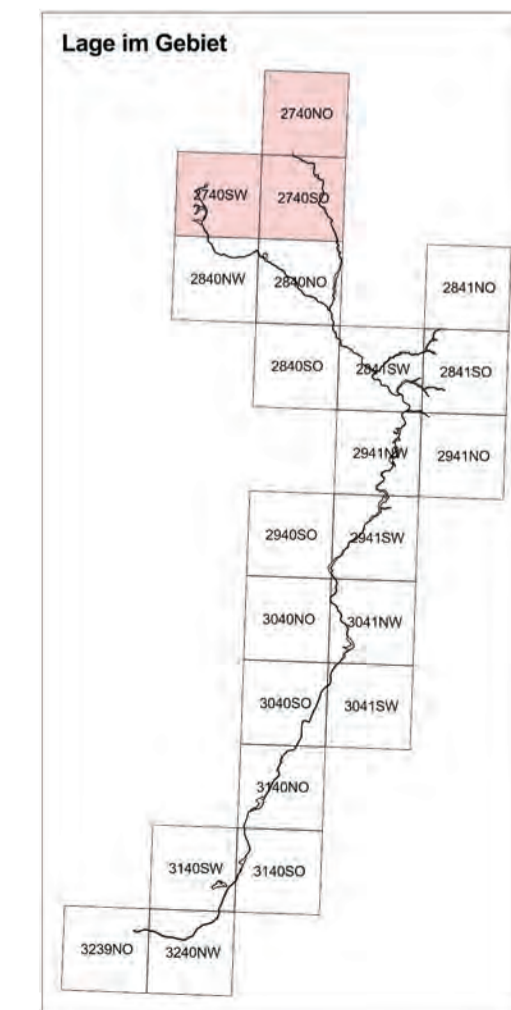 Lage im Gebiet
2740NO
2740SW 2740SO
2840NW 2840NO 2841NO
2840SO 2841SW 2841SO
2941NW 2941NO
2940SO 2941SW
3040NO 3041NW
3040SO 3041SW
3140NO
3140SW 3140SO
3239NO 3240NW